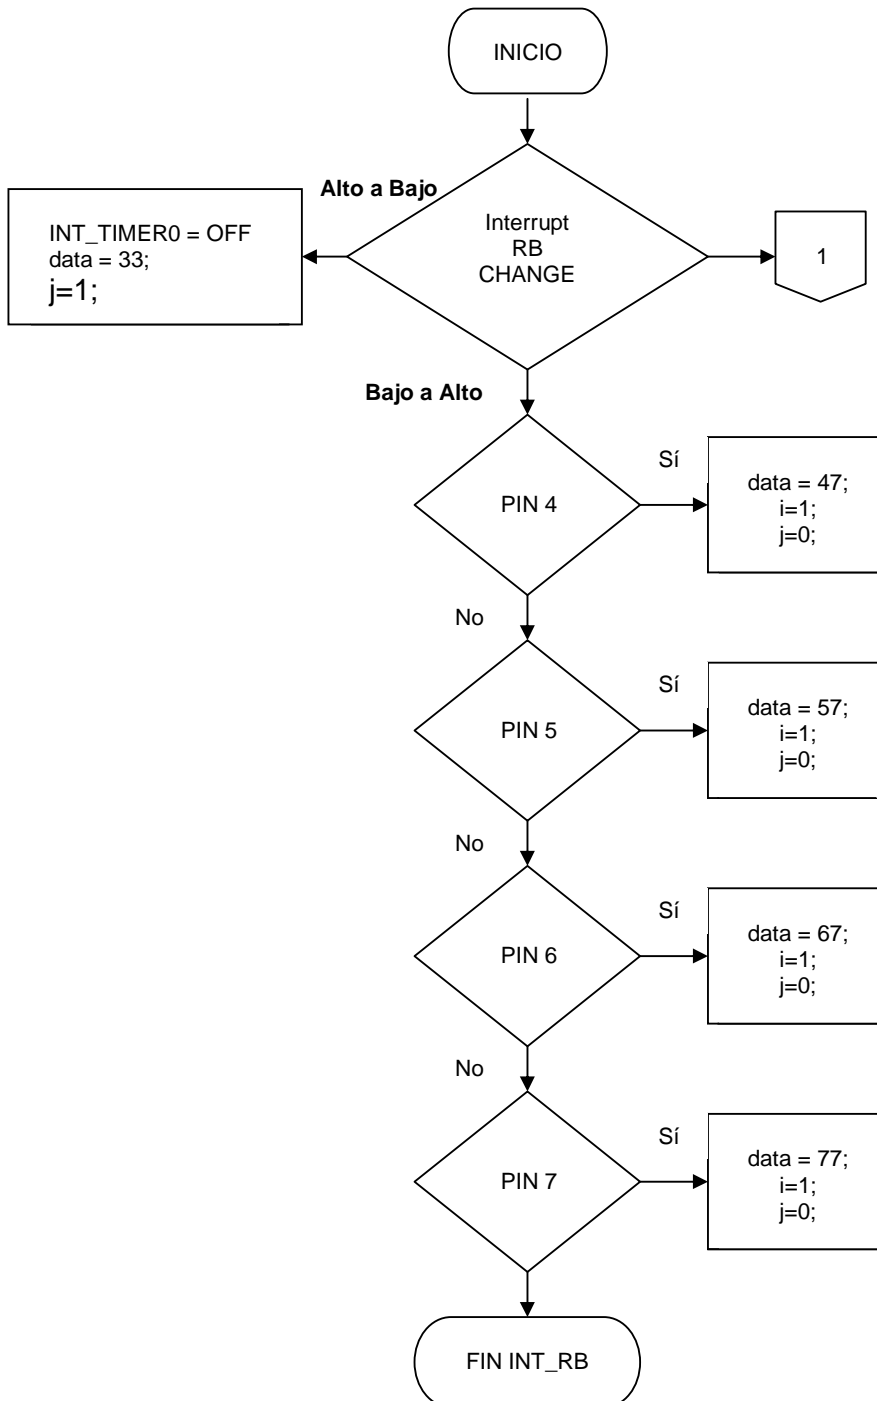 INICIO
Alto a Bajo
INT_TIMER0 = OFF
data = 33;
j=1;
Interrupt
RB
CHANGE
1
Bajo a Alto
PIN 4
Sí
data = 47;
i=1;
j=0;
No
PIN 5
Sí
data = 57;
i=1;
j=0;
No
PIN 6
Sí
data = 67;
i=1;
j=0;
No
PIN 7
Sí
data = 77;
i=1;
j=0;
FIN INT_RB